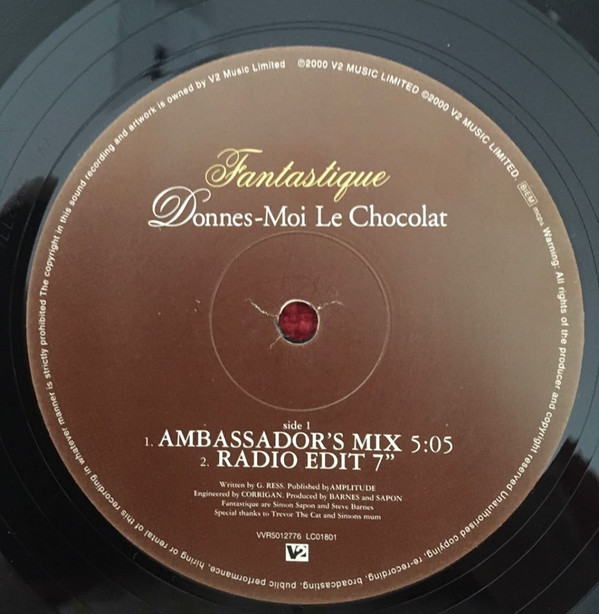 Fantastique
Donnes-Moi Le Chocolat
side 1
1. AMBASSADOR'S MIX 5:05
2. RADIO EDIT 7”
Written by G. RESS. Published by AMPLITUDE
Engineered by CORRIGAN. Produced by BARNES and SAPON
Fantastique are Simon Sapon and Steve Barnes
Special thanks to Trevor The Cat and Simons mum
VVR5012776 LC01801
V2
℗2000 V2 MUSIC LIMITED ©2000 V2 MUSIC LIMITED. BIEM mcps Warning: All rights of the producer and copyright reserved Unauthorised copying, re-recording, broadcasting, public performance, hiring or rental of this recording in whatever manner is strictly prohibited The copyright in this sound recording and artwork is owned by V2 Music Limited